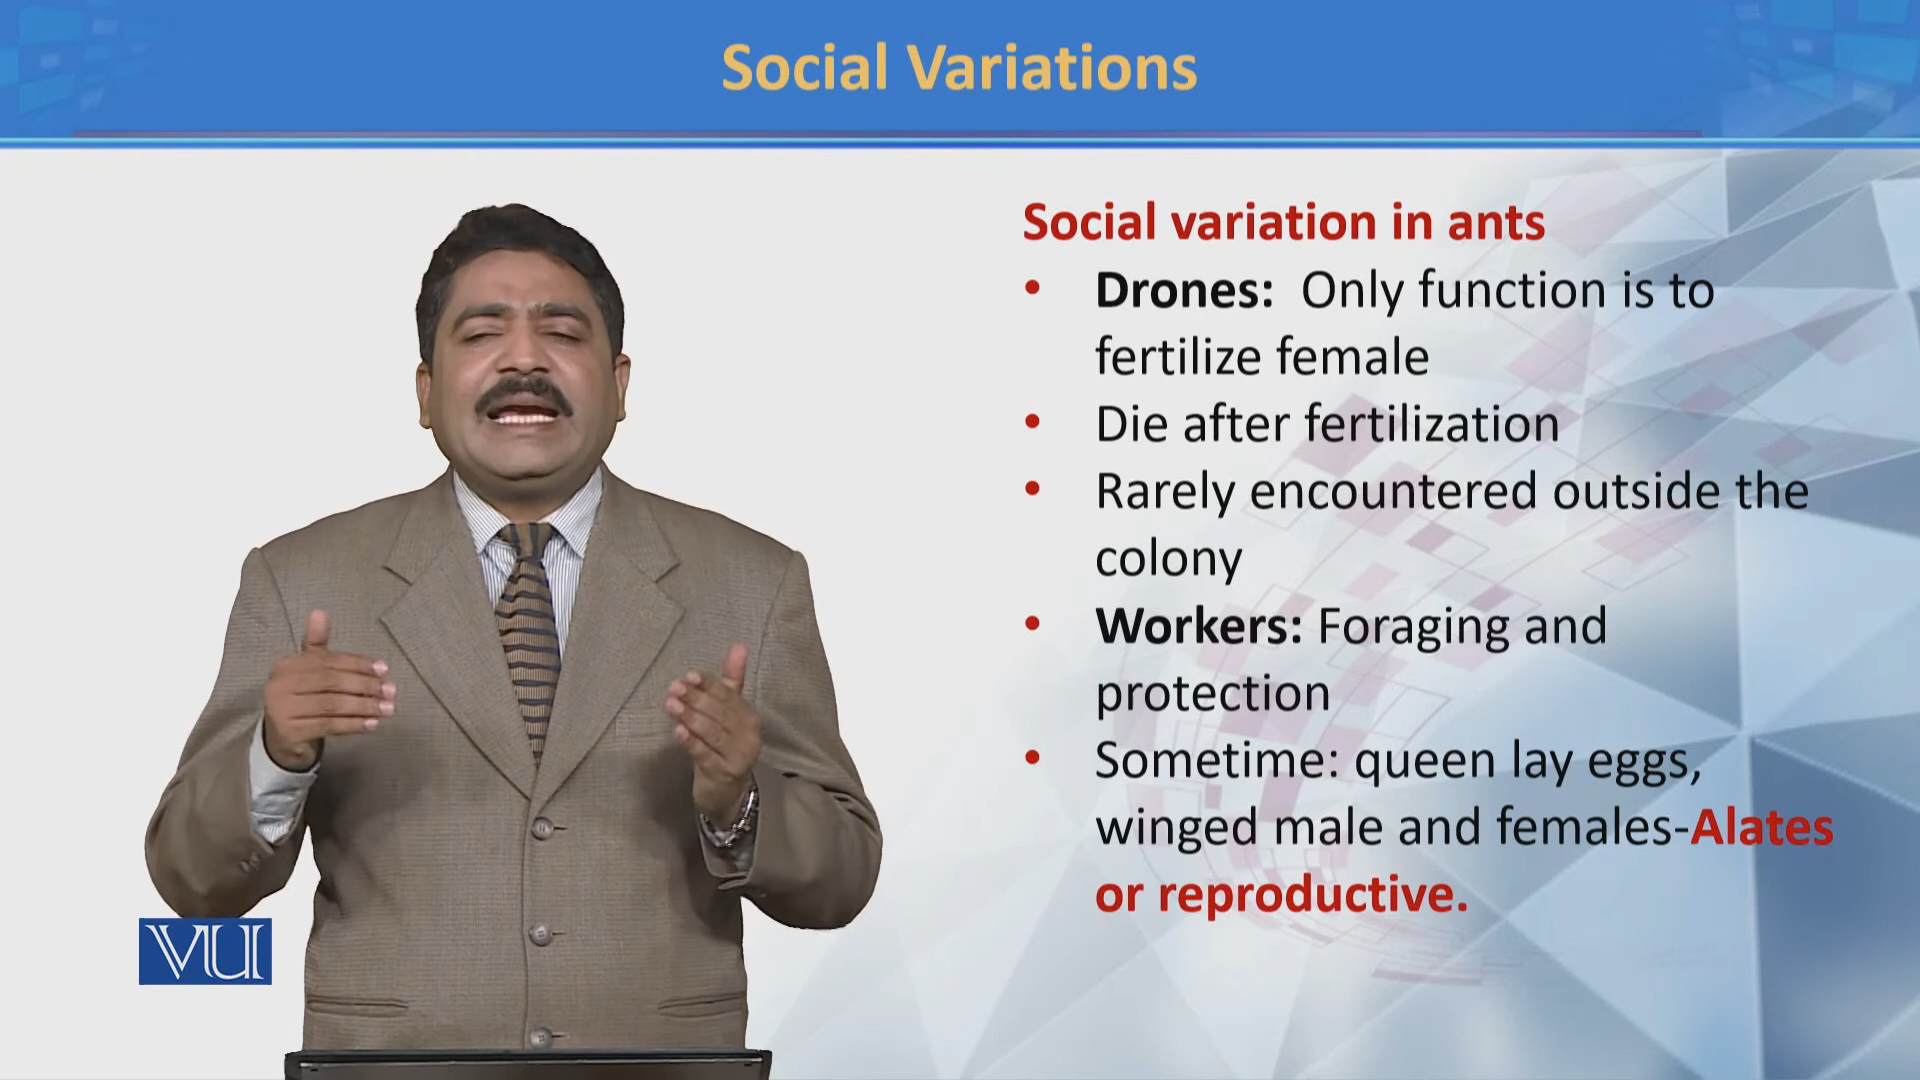 Social Variations
Social variation in ants
• Drones: Only function is to
fertilize female
• Die after fertilization
• Rarely encountered outside the
colony
• Workers: Foraging and
protection
• Sometime: queen lay eggs,
winged male and females-Alates
or reproductive.
VU